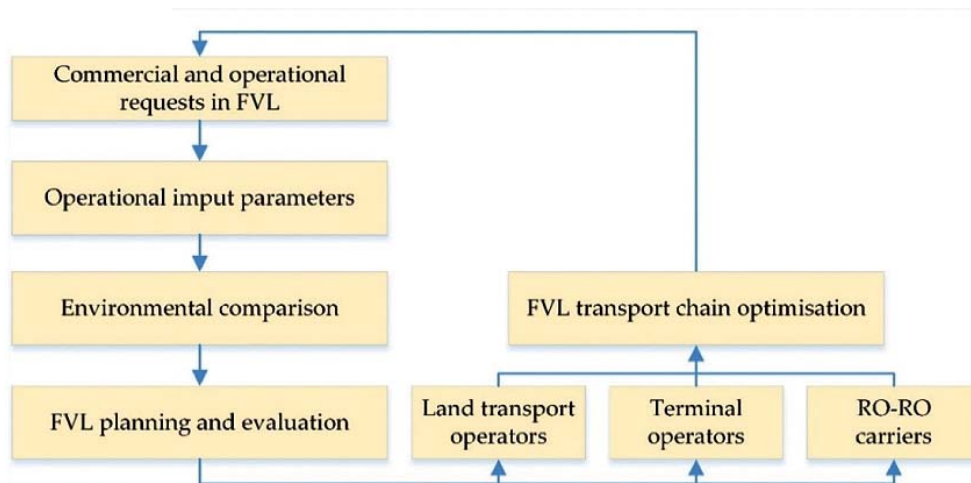 Commercial and operational
requests in FVL
Operational imput parameters
Environmental comparison
FVL transport chain optimisation
FVL planning and evaluation
Land transport
operators
Terminal
operators
RO-RO
carriers